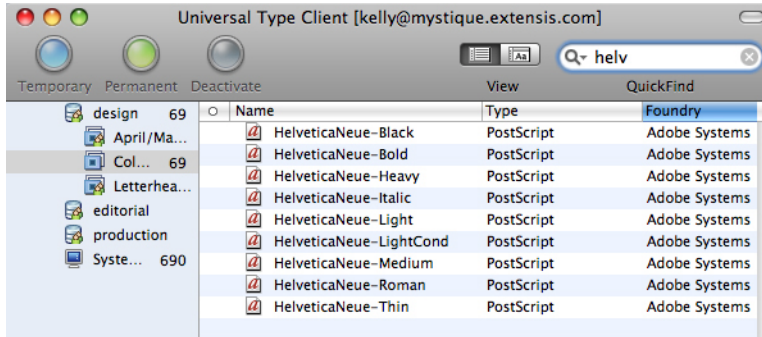 Universal Type Client [kelly@mystique.extensis.com]
helv
Temporary Permanent Deactivate View QuickFind
design 69
April/Ma...
Col... 69
Letterhea...
editorial
production
Syste... 690
Name Type Foundry
HelveticaNeue-Black PostScript Adobe Systems
HelveticaNeue-Bold PostScript Adobe Systems
HelveticaNeue-Heavy PostScript Adobe Systems
HelveticaNeue-Italic PostScript Adobe Systems
HelveticaNeue-Light PostScript Adobe Systems
HelveticaNeue-LightCond PostScript Adobe Systems
HelveticaNeue-Medium PostScript Adobe Systems
HelveticaNeue-Roman PostScript Adobe Systems
HelveticaNeue-Thin PostScript Adobe Systems